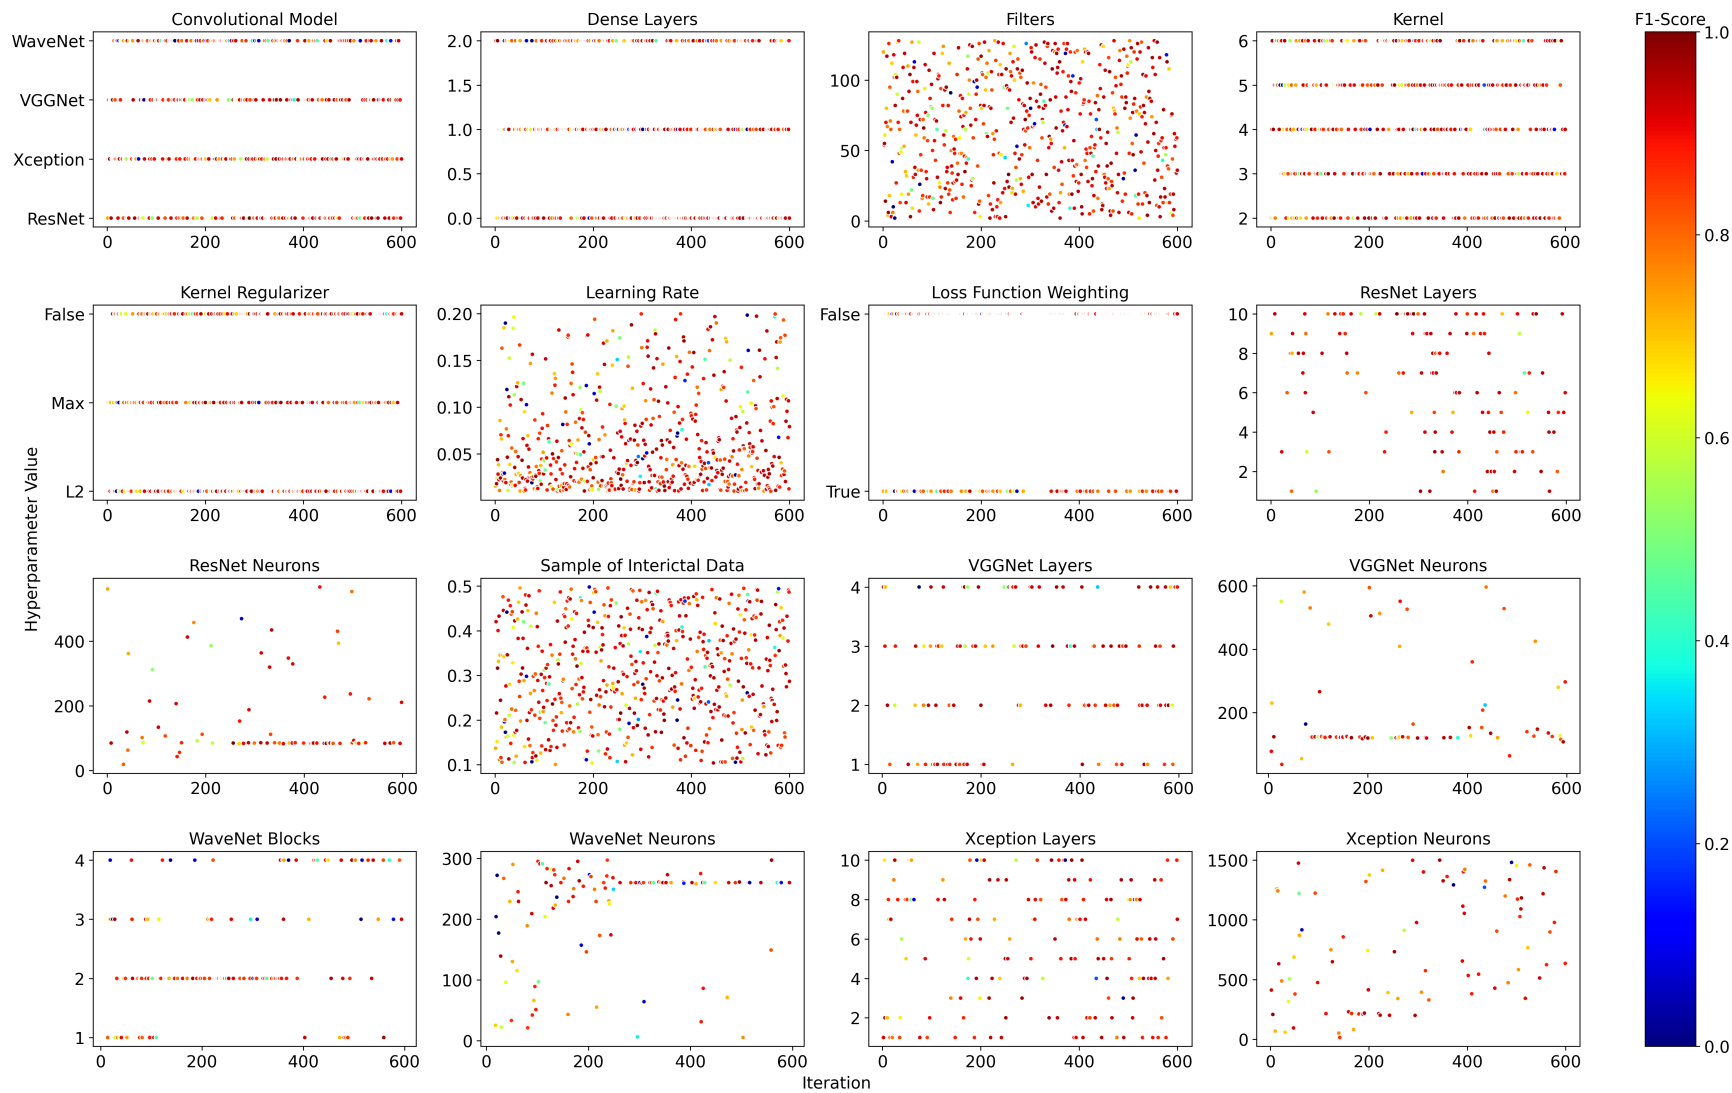 Convolutional Model Dense Layers Filters Kernel F1-Score
WaveNet
VGGNet
Xception
ResNet
0 200 400 600
2.0
1.5
1.0
0.5
0.0
0 200 400 600
100
50
0
0 200 400 600
6
5
4
3
2
0 200 400 600
Kernel Regularizer Learning Rate Loss Function Weighting ResNet Layers
False
Max
L2
0 200 400 600
0.20
0.15
0.10
0.05
0 200 400 600
False
True
0 200 400 600
10
8
6
4
2
0 200 400 600
Hyperparameter Value
ResNet Neurons Sample of Interictal Data VGGNet Layers VGGNet Neurons
400
200
0
0 200 400 600
0.5
0.4
0.3
0.2
0.1
0 200 400 600
4
3
2
1
0 200 400 600
600
400
200
0 200 400 600
WaveNet Blocks WaveNet Neurons Xception Layers Xception Neurons
4
3
2
1
0 200 400 600
300
200
100
0
0 200 400 600
10
8
6
4
2
0 200 400 600
1500
1000
500
0
0 200 400 600
Iteration
1.0
0.8
0.6
0.4
0.2
0.0